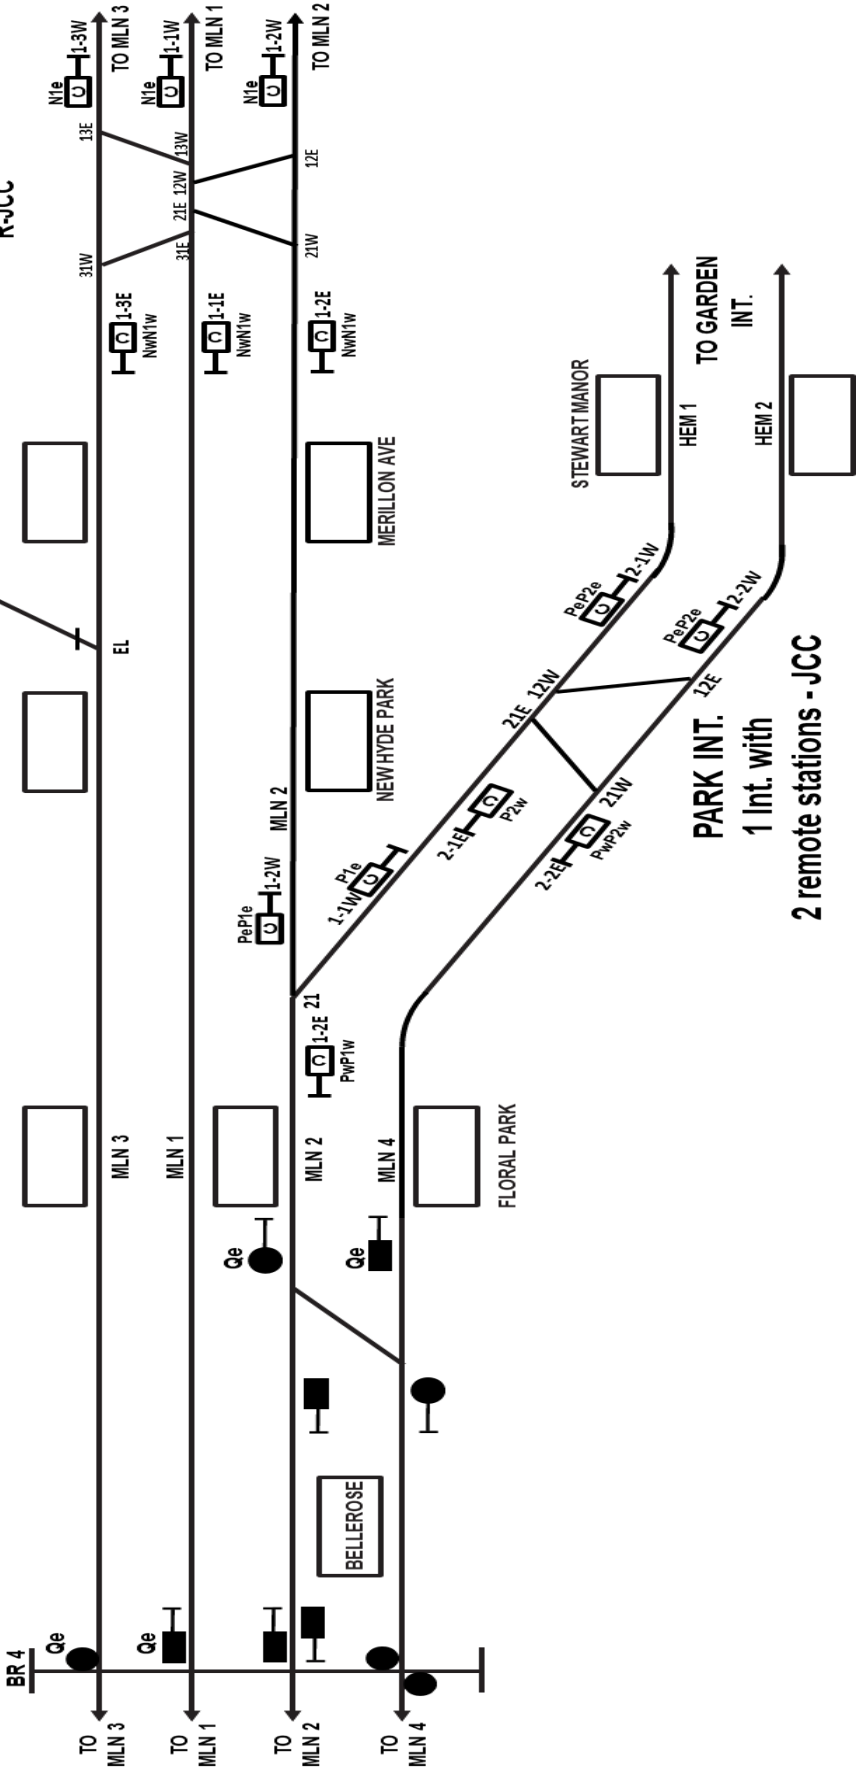 R-JCC
N1e
1-3W
TO MLN 3
N1e
1-1W
TO MLN 1
N1e
1-2W
TO MLN 2
13E
13W
12W
12E
21E
21W
31E
31W
1-3E
NwN1w
1-1E
NwN1w
1-2E
NwN1w
MERILLON AVE
EL
NEW HYDE PARK
MLN 2
PeP1e
1-2W
21
1-2E
PwP1w
P1e
1-1W
2-1E
P2w
2-2E
PwP2w
21E
12W
21W
12E
PeP2e
2-1W
PeP2e
2-2W
STEWART MANOR
HEM 1
HEM 2
TO GARDEN
INT.
PARK INT.
1 Int. with
2 remote stations - JCC
MLN 3
MLN 1
MLN 2
MLN 4
FLORAL PARK
Qe
Qe
BELLEROSE
BR 4
Qe
Qe
TO
MLN 3
TO
MLN 1
TO
MLN 2
TO
MLN 4